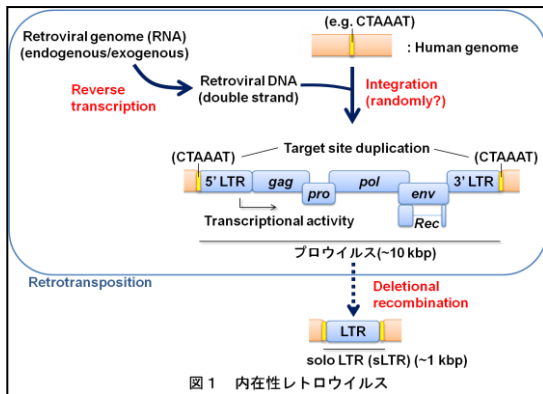 (e.g. CTAAAT)
Retroviral genome (RNA)
(endogenous/exogenous)
: Human genome
Reverse
transcription
Retroviral DNA
(double strand)
Integration
(randomly?)
(CTAAAT)
Target site duplication
(CTAAAT)
5' LTR
gag
pro
pol
env
3' LTR
Rec
Transcriptional activity
プロウイルス(~10 kbp)
Retrotransposition
Deletional
recombination
LTR
solo LTR (sLTR) (~1 kbp)
図 1 内在性レトロウイルス